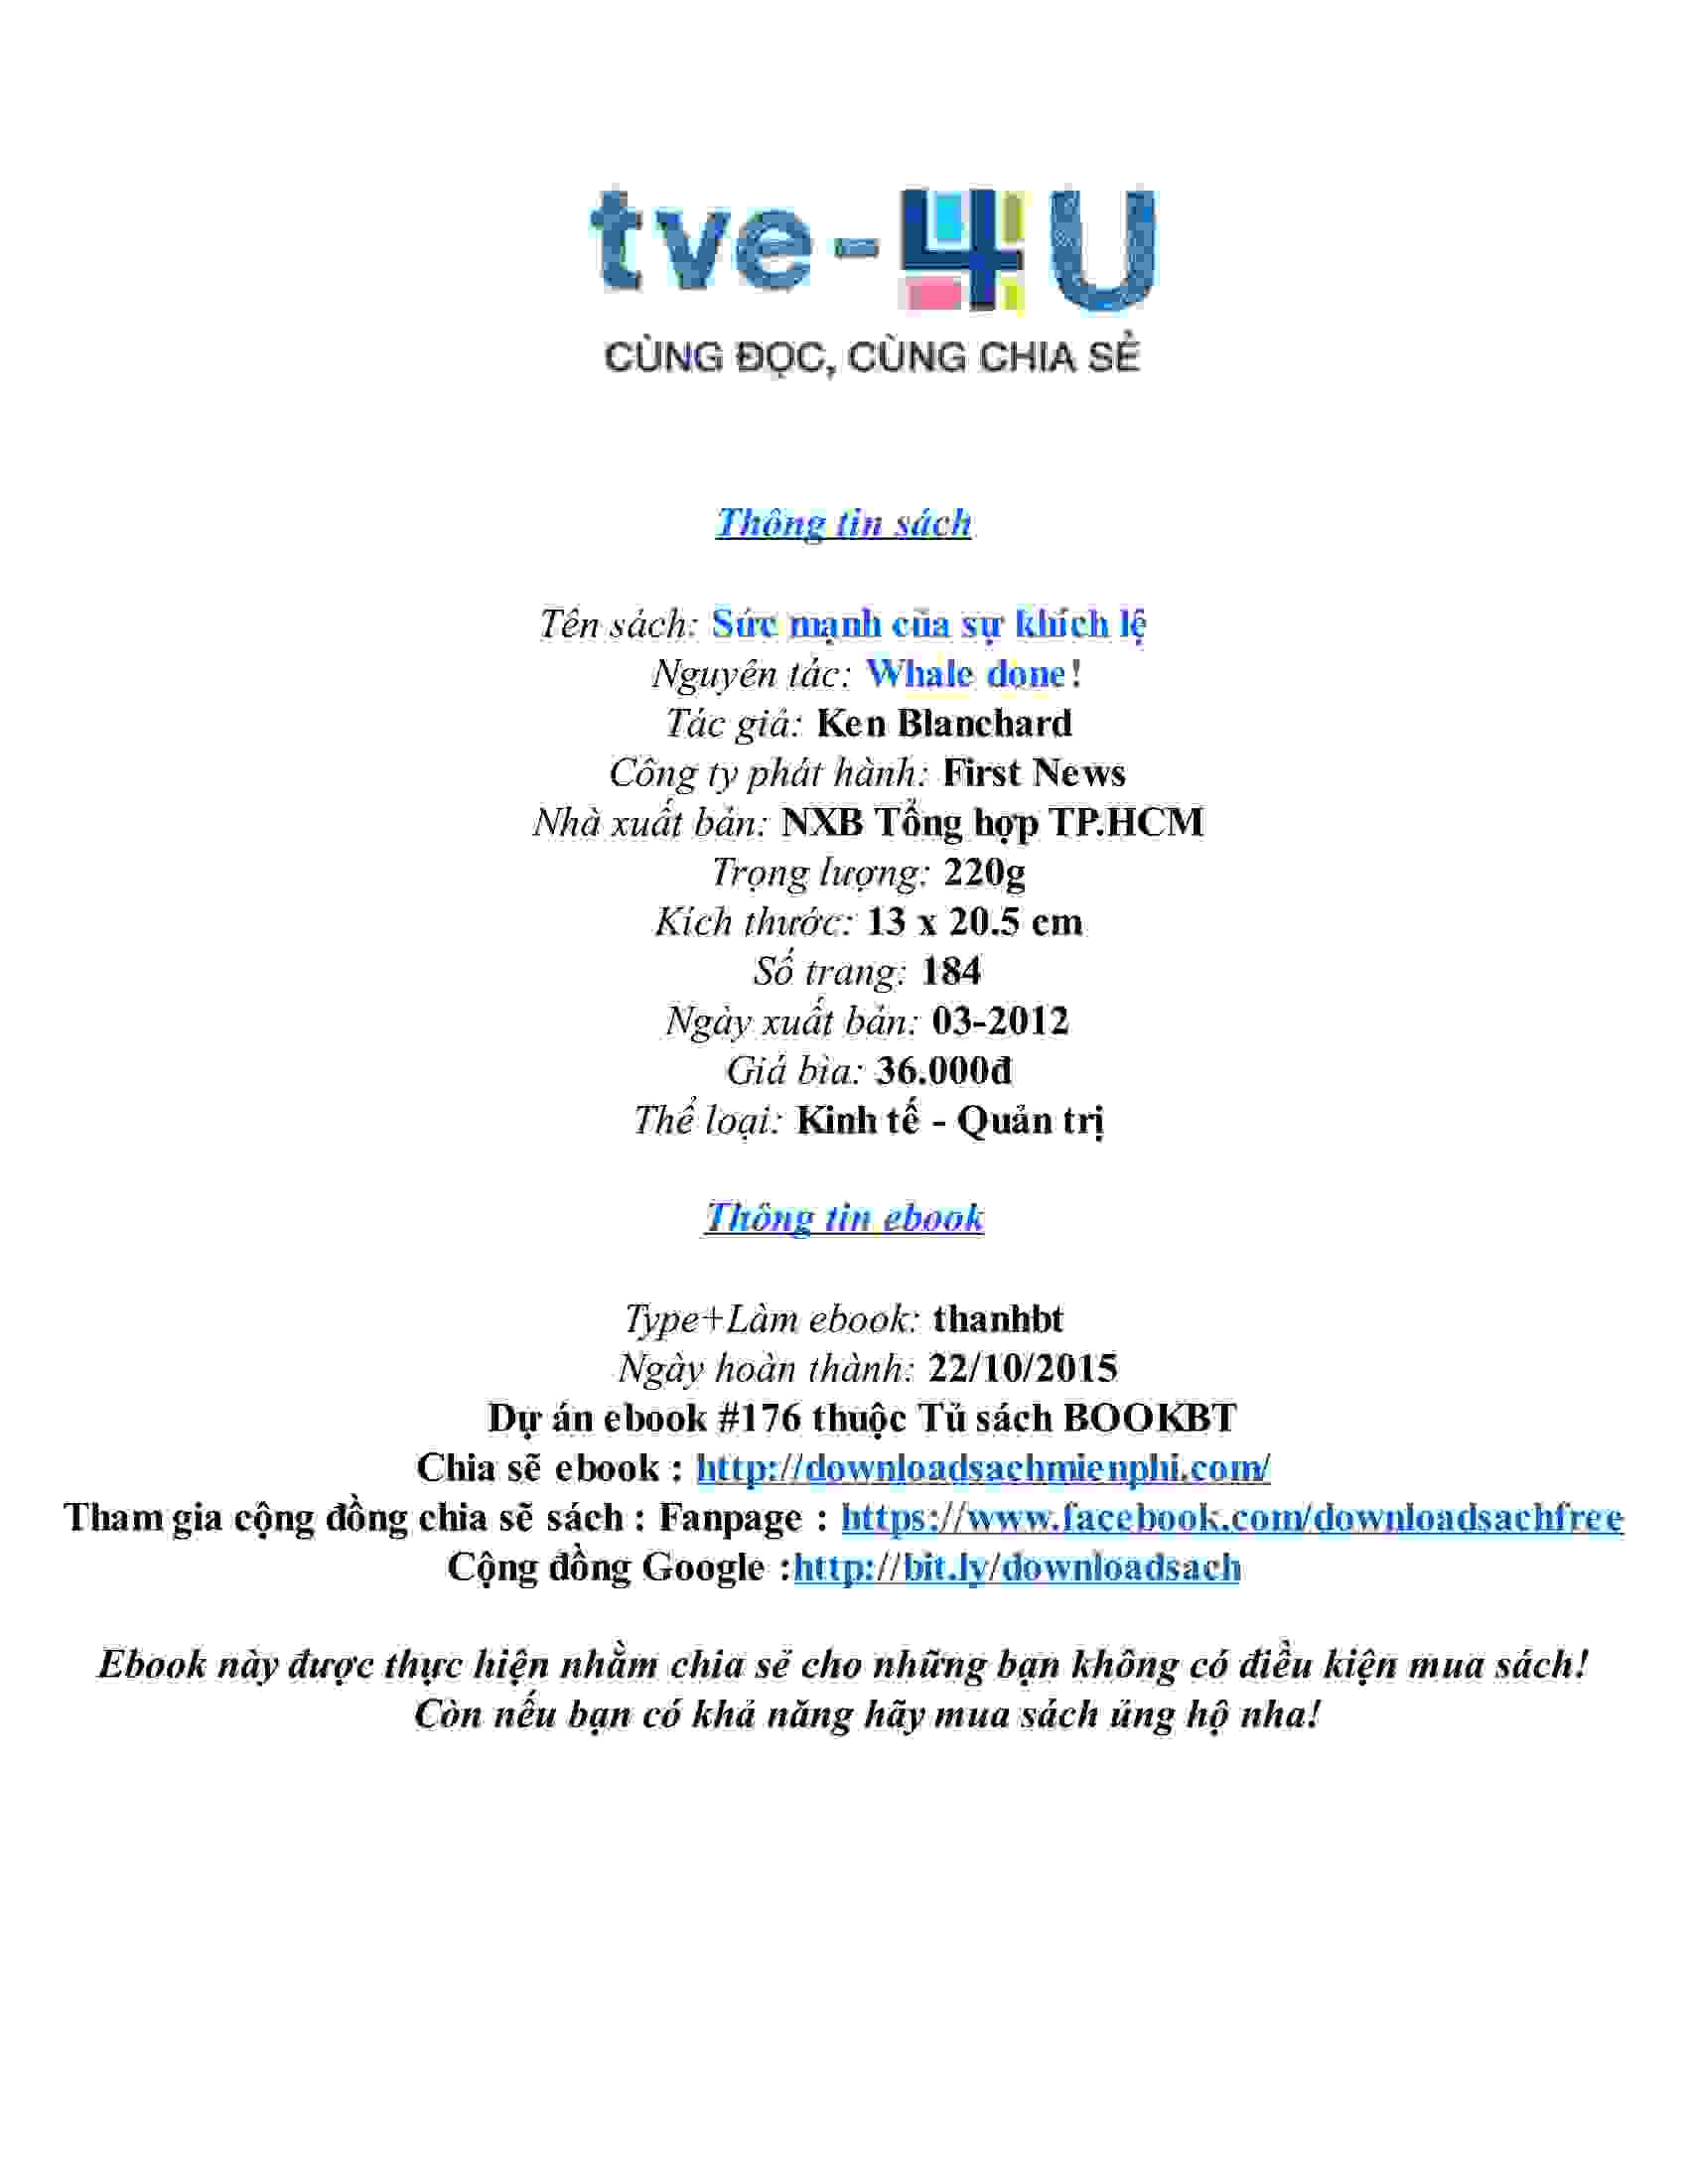 tve-4U
CÙNG ĐỌC, CÙNG CHIA SẺ
Thông tin sách
Tên sách: Sức mạnh của sự khích lệ
Nguyên tác: Whale done!
Tác giả: Ken Blanchard
Công ty phát hành: First News
Nhà xuất bản: NXB Tổng hợp TP.HCM
Trọng lượng: 220g
Kích thước: 13 x 20.5 cm
Số trang: 184
Ngày xuất bản: 03-2012
Giá bìa: 36.000đ
Thể loại: Kinh tế - Quản trị
Thông tin ebook
Type+Làm ebook: thanhbt
Ngày hoàn thành: 22/10/2015
Dự án ebook #176 thuộc Tủ sách BOOKBT
Chia sẽ ebook : http://downloadsachmienphi.com/
Tham gia cộng đồng chia sẽ sách : Fanpage : https://www.facebook.com/downloadsachfree
Cộng đồng Google :http://bit.ly/downloadsach
Ebook này được thực hiện nhằm chia sẻ cho những bạn không có điều kiện mua sách!
Còn nếu bạn có khả năng hãy mua sách ủng hộ nha!